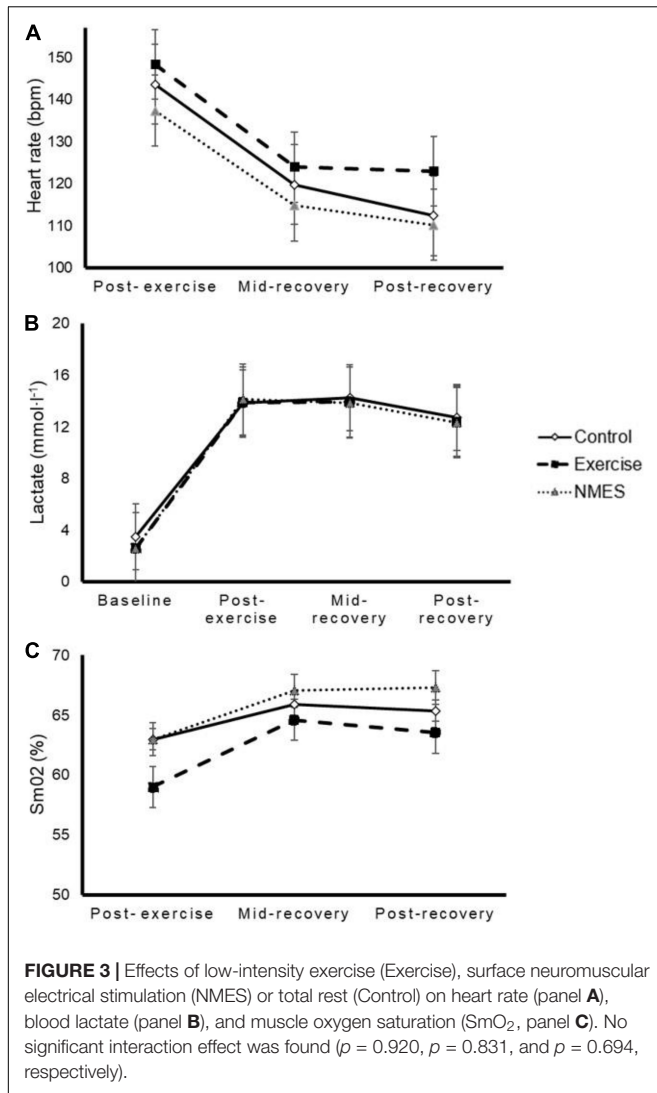 A
150
140
130
120
110
100
Heart rate (bpm)
Post-exercise Mid-recovery Post-recovery
B
20
16
12
8
4
0
Lactate (mmol·l-1)
Baseline Post-exercise Mid-recovery Post-recovery
Control
Exercise
NMES
C
70
65
60
55
50
Sm02 (%)
Post-exercise Mid-recovery Post-recovery
FIGURE 3 | Effects of low-intensity exercise (Exercise), surface neuromuscular
electrical stimulation (NMES) or total rest (Control) on heart rate (panel A),
blood lactate (panel B), and muscle oxygen saturation (SmO2, panel C). No
significant interaction effect was found (p = 0.920, p = 0.831, and p = 0.694,
respectively).